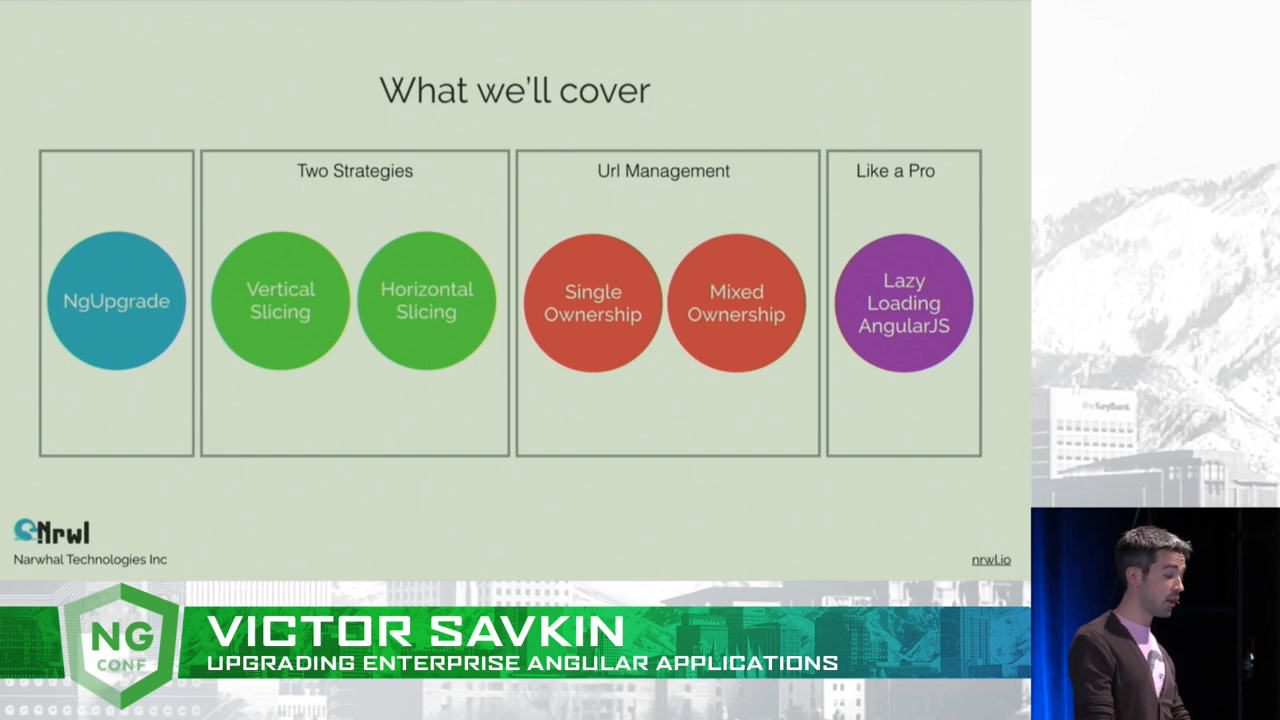 What we'll cover
Two Strategies
Url Management
Like a Pro
NgUpgrade
Vertical
Slicing
Horizontal
Slicing
Single
Ownership
Mixed
Ownership
Lazy
Loading
AngularJS
Nrwl
Narwhal Technologies Inc
nrwl.io
KeyBank
NG
CONF
VICTOR SAVKIN
UPGRADING ENTERPRISE ANGULAR APPLICATIONS